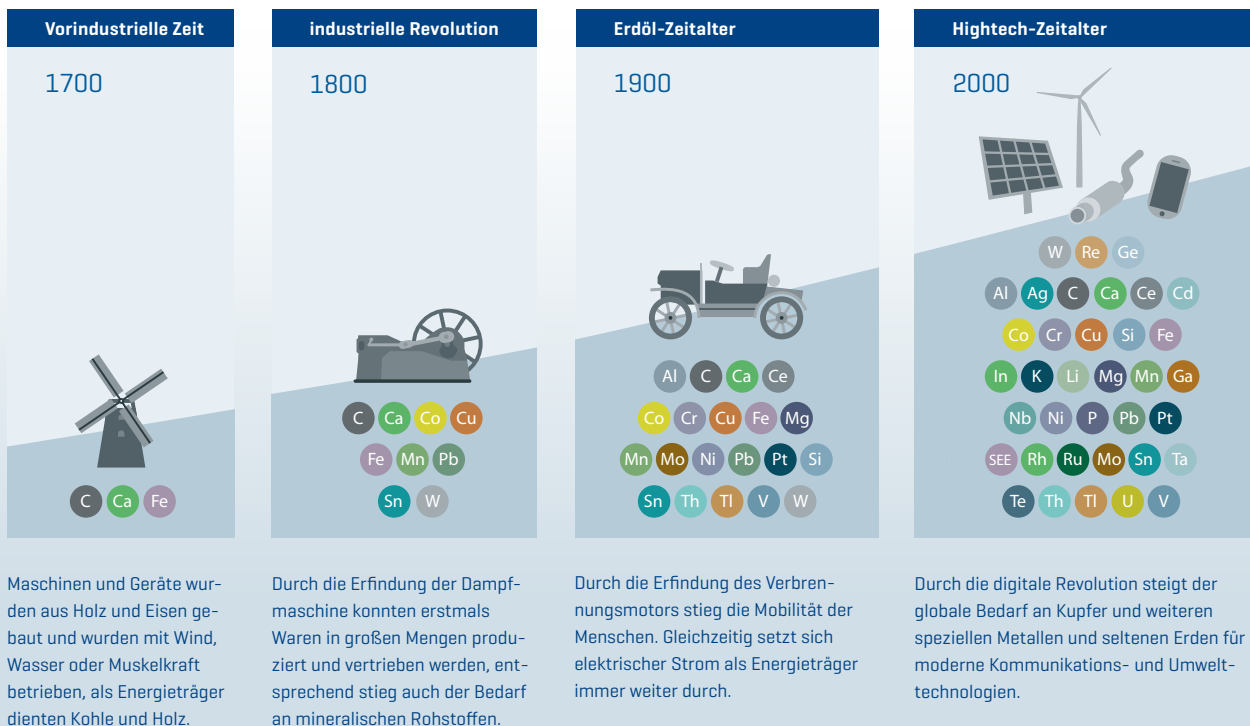 Vorindustrielle Zeit
1700
C Ca Fe
Maschinen und Geräte wur-
den aus Holz und Eisen ge-
baut und wurden mit Wind,
Wasser oder Muskelkraft
betrieben, als Energieträger
dienten Kohle und Holz.
industrielle Revolution
1800
C Ca Co Cu
Fe Mn Pb
Sn W
Durch die Erfindung der Dampf-
maschine konnten erstmals
Waren in großen Mengen produ-
ziert und vertrieben werden, ent-
sprechend stieg auch der Bedarf
an mineralischen Rohstoffen.
Erdöl-Zeitalter
1900
Al C Ca Ce
Co Cr Cu Fe Mg
Mn Mo Ni Pb Pt Si
Sn Th Tl V W
Durch die Erfindung des Verbren-
nungsmotors stieg die Mobilität der
Menschen. Gleichzeitig setzt sich
elektrischer Strom als Energieträger
immer weiter durch.
Hightech-Zeitalter
2000
W Re Ge
Al Ag C Ca Ce Cd
Co Cr Cu Si Fe
In K Li Mg Mn Ga
Nb Ni P Pb Pt
SEE Rh Ru Mo Sn Ta
Te Th Tl U V
Durch die digitale Revolution steigt der
globale Bedarf an Kupfer und weiteren
speziellen Metallen und seltenen Erden für
moderne Kommunikations- und Umwelt-
technologien.